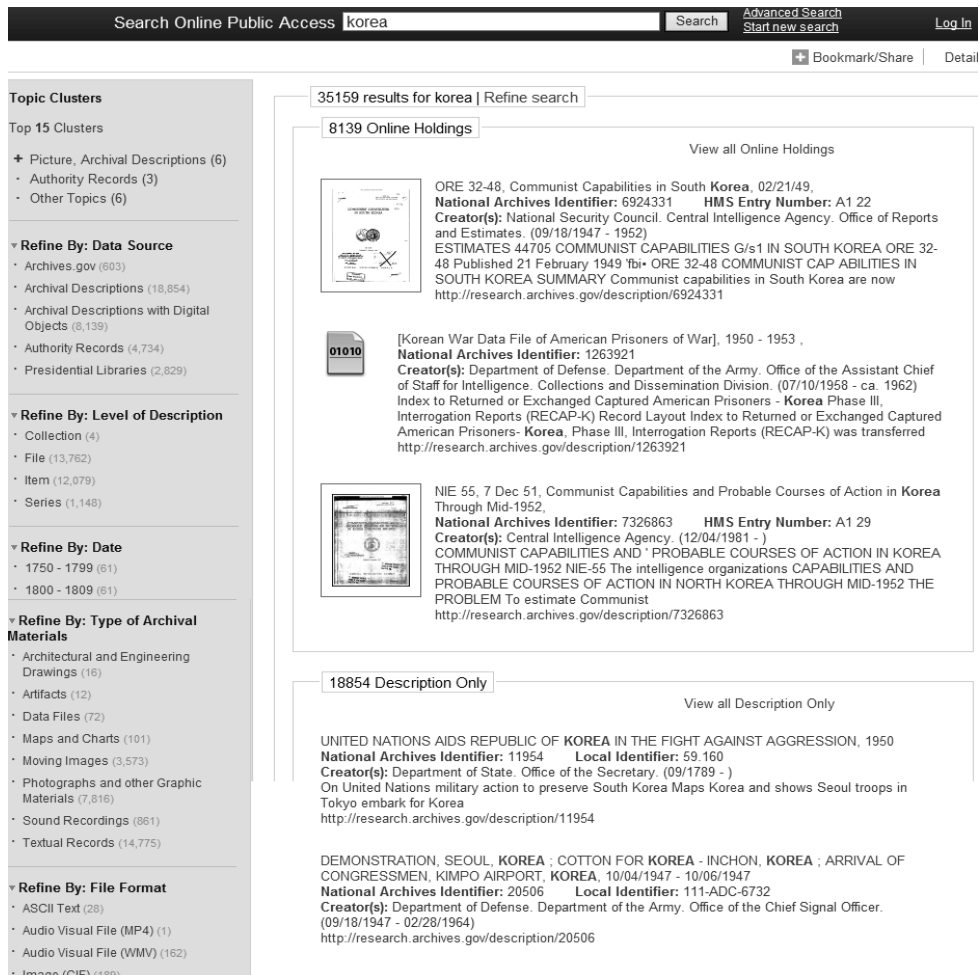 Search Online Public Access korea Search Advanced Search
Start new search
Log In
Bookmark/Share Detail
Topic Clusters
Top 15 Clusters
+ Picture, Archival Descriptions (6)
· Authority Records (3)
· Other Topics (6)
Refine By: Data Source
· Archives.gov (603)
· Archival Descriptions (18,854)
· Archival Descriptions with Digital
Objects (8,139)
· Authority Records (4,734)
· Presidential Libraries (2,829)
Refine By: Level of Description
· Collection (4)
· File (13,762)
· Item (12,079)
· Series (1,148)
Refine By: Date
· 1750 - 1799 (61)
· 1800 - 1809 (61)
Refine By: Type of Archival
Materials
· Architectural and Engineering
Drawings (16)
· Artifacts (12)
· Data Files (72)
· Maps and Charts (101)
· Moving Images (3,573)
· Photographs and other Graphic
Materials (7,816)
· Sound Recordings (861)
· Textual Records (14,775)
Refine By: File Format
· ASCII Text (28)
· Audio Visual File (MP4) (1)
· Audio Visual File (WMV) (162)
35159 results for korea | Refine search
8139 Online Holdings
View all Online Holdings
ORE 32-48, Communist Capabilities in South Korea, 02/21/49,
National Archives Identifier: 6924331 HMS Entry Number: A1 22
Creator(s): National Security Council. Central Intelligence Agency. Office of Reports
and Estimates. (09/18/1947 - 1952)
ESTIMATES 44705 COMMUNIST CAPABILITIES G/s1 IN SOUTH KOREA ORE 32-
48 Published 21 February 1949 'fbi• ORE 32-48 COMMUNIST CAP ABILITIES IN
SOUTH KOREA SUMMARY Communist capabilities in South Korea are now
http://research.archives.gov/description/6924331
01010
[Korean War Data File of American Prisoners of War], 1950 - 1953 ,
National Archives Identifier: 1263921
Creator(s): Department of Defense. Department of the Army. Office of the Assistant Chief
of Staff for Intelligence. Collections and Dissemination Division. (07/10/1958 - ca. 1962)
Index to Returned or Exchanged Captured American Prisoners - Korea Phase III,
Interrogation Reports (RECAP-K) Record Layout Index to Returned or Exchanged Captured
American Prisoners- Korea, Phase III, Interrogation Reports (RECAP-K) was transferred
http://research.archives.gov/description/1263921
NIE 55, 7 Dec 51, Communist Capabilities and Probable Courses of Action in Korea
Through Mid-1952,
National Archives Identifier: 7326863 HMS Entry Number: A1 29
Creator(s): Central Intelligence Agency. (12/04/1981 - )
COMMUNIST CAPABILITIES AND ' PROBABLE COURSES OF ACTION IN KOREA
THROUGH MID-1952 NIE-55 The intelligence organizations CAPABILITIES AND
PROBABLE COURSES OF ACTION IN NORTH KOREA THROUGH MID-1952 THE
PROBLEM To estimate Communist
http://research.archives.gov/description/7326863
18854 Description Only
View all Description Only
UNITED NATIONS AIDS REPUBLIC OF KOREA IN THE FIGHT AGAINST AGGRESSION, 1950
National Archives Identifier: 11954 Local Identifier: 59.160
Creator(s): Department of State. Office of the Secretary. (09/1789 - )
On United Nations military action to preserve South Korea Maps Korea and shows Seoul troops in
Tokyo embark for Korea
http://research.archives.gov/description/11954
DEMONSTRATION, SEOUL, KOREA ; COTTON FOR KOREA - INCHON, KOREA ; ARRIVAL OF
CONGRESSMEN, KIMPO AIRPORT, KOREA, 10/04/1947 - 10/06/1947
National Archives Identifier: 20506 Local Identifier: 111-ADC-6732
Creator(s): Department of Defense. Department of the Army. Office of the Chief Signal Officer.
(09/18/1947 - 02/28/1964)
http://research.archives.gov/description/20506